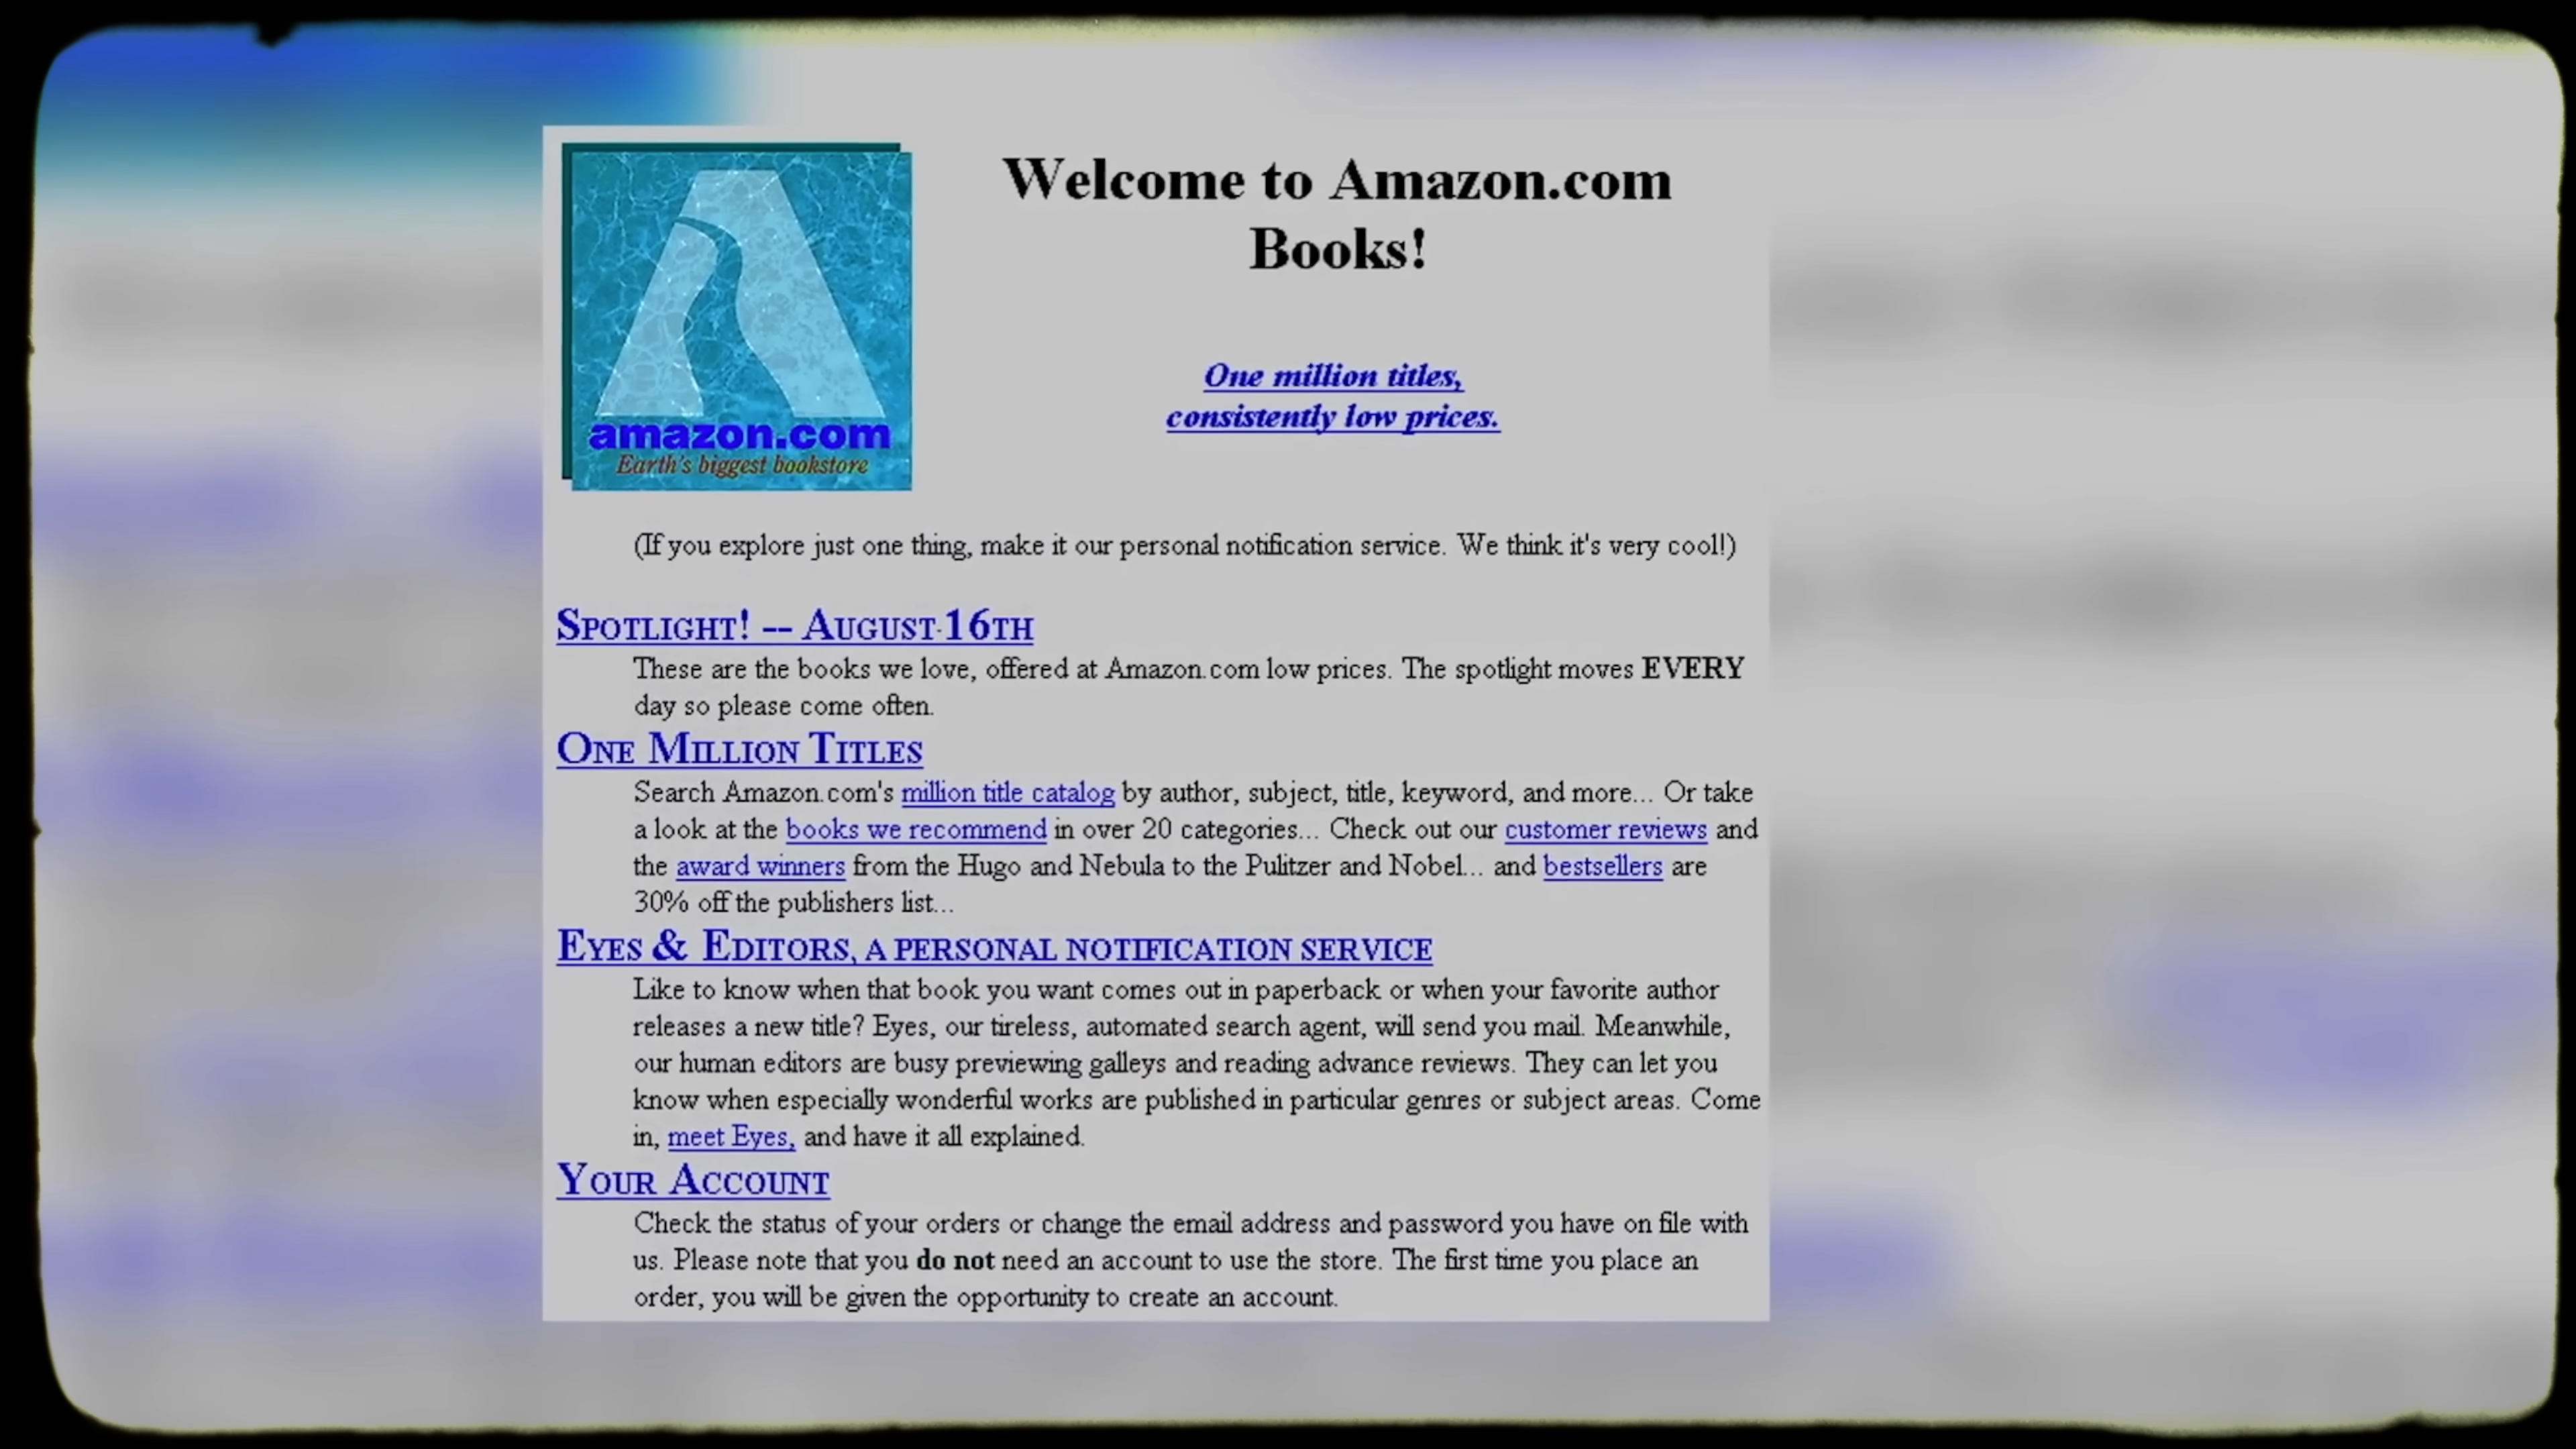 Welcome to Amazon.com
Books!
amazon.com
Earth's biggest bookstore
One million titles,
consistently low prices.
(If you explore just one thing, make it our personal notification service. We think it's very cool!)
SPOTLIGHT! -- AUGUST 16TH
These are the books we love, offered at Amazon.com low prices. The spotlight moves EVERY
day so please come often.
ONE MILLION TITLES
Search Amazon.com's million title catalog by author, subject, title, keyword, and more... Or take
a look at the books we recommend in over 20 categories... Check out our customer reviews and
the award winners from the Hugo and Nebula to the Pulitzer and Nobel... and bestsellers are
30% off the publishers list...
EYES & EDITORS, A PERSONAL NOTIFICATION SERVICE
Like to know when that book you want comes out in paperback or when your favorite author
releases a new title? Eyes, our tireless, automated search agent, will send you mail. Meanwhile,
our human editors are busy previewing galleys and reading advance reviews. They can let you
know when especially wonderful works are published in particular genres or subject areas. Come
in, meet Eyes, and have it all explained.
YOUR ACCOUNT
Check the status of your orders or change the email address and password you have on file with
us. Please note that you do not need an account to use the store. The first time you place an
order, you will be given the opportunity to create an account.